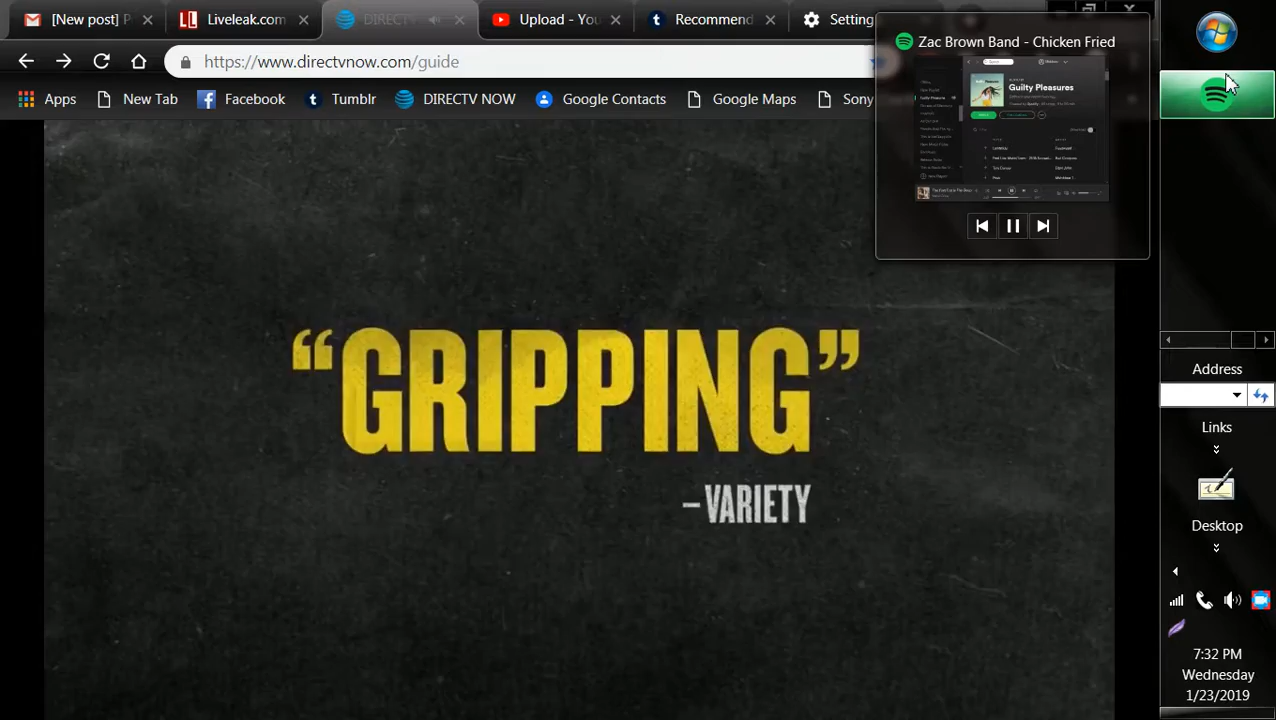 [New post] P
Liveleak.com
DIRECTV
Upload - You
Recommend
Setting
https://www.directvnow.com/guide
Apps
New Tab
Facebook
Tumblr
DIRECTV NOW
Google Contacts
Google Maps
Sony
Zac Brown Band - Chicken Fried
Guilty Pleasures
“GRIPPING”
–VARIETY
Address
Links
Desktop
7:32 PM
Wednesday
1/23/2019